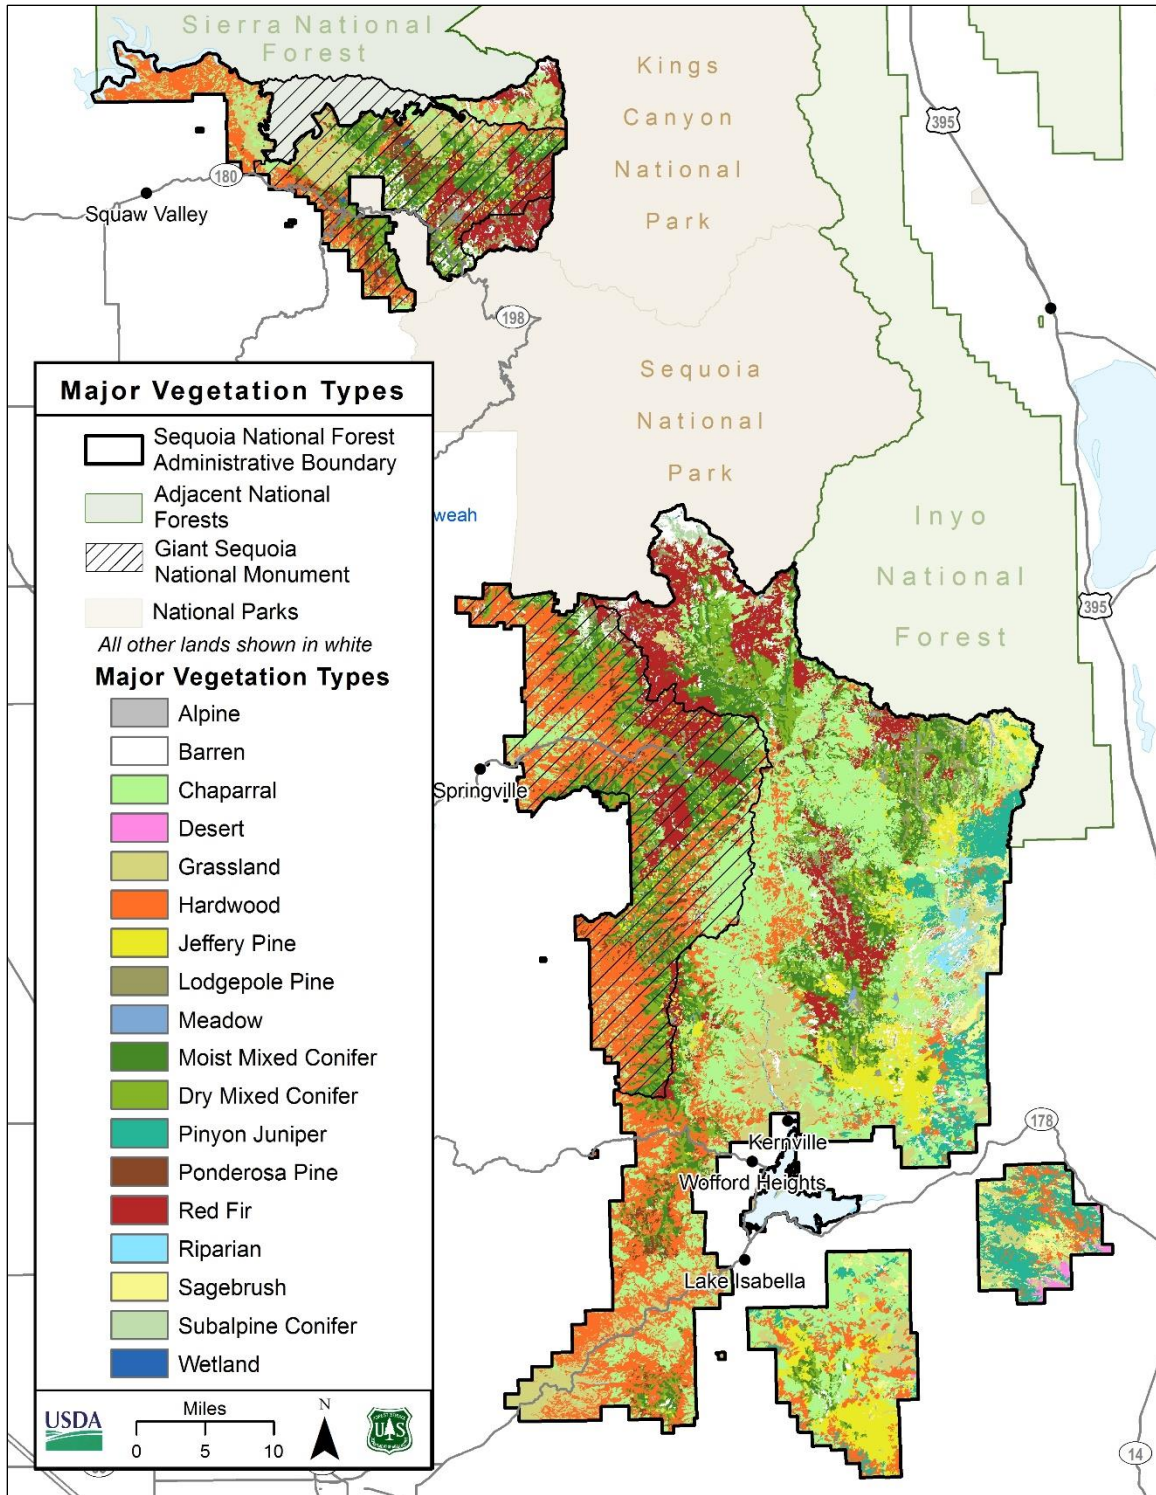 Sierra National
Forest
Kings
Canyon
National
Park
395
180
Squaw Valley
198
Sequoia
National
Park
Inyo
National
Forest
395
weah
Springville
178
Kernville
Wofford Heights
Lake Isabella
14
Major Vegetation Types
Sequoia National Forest
Administrative Boundary
Adjacent National
Forests
Giant Sequoia
National Monument
National Parks
All other lands shown in white
Major Vegetation Types
Alpine
Barren
Chaparral
Desert
Grassland
Hardwood
Jeffery Pine
Lodgepole Pine
Meadow
Moist Mixed Conifer
Dry Mixed Conifer
Pinyon Juniper
Ponderosa Pine
Red Fir
Riparian
Sagebrush
Subalpine Conifer
Wetland
USDA
Miles
0 5 10
N
U S